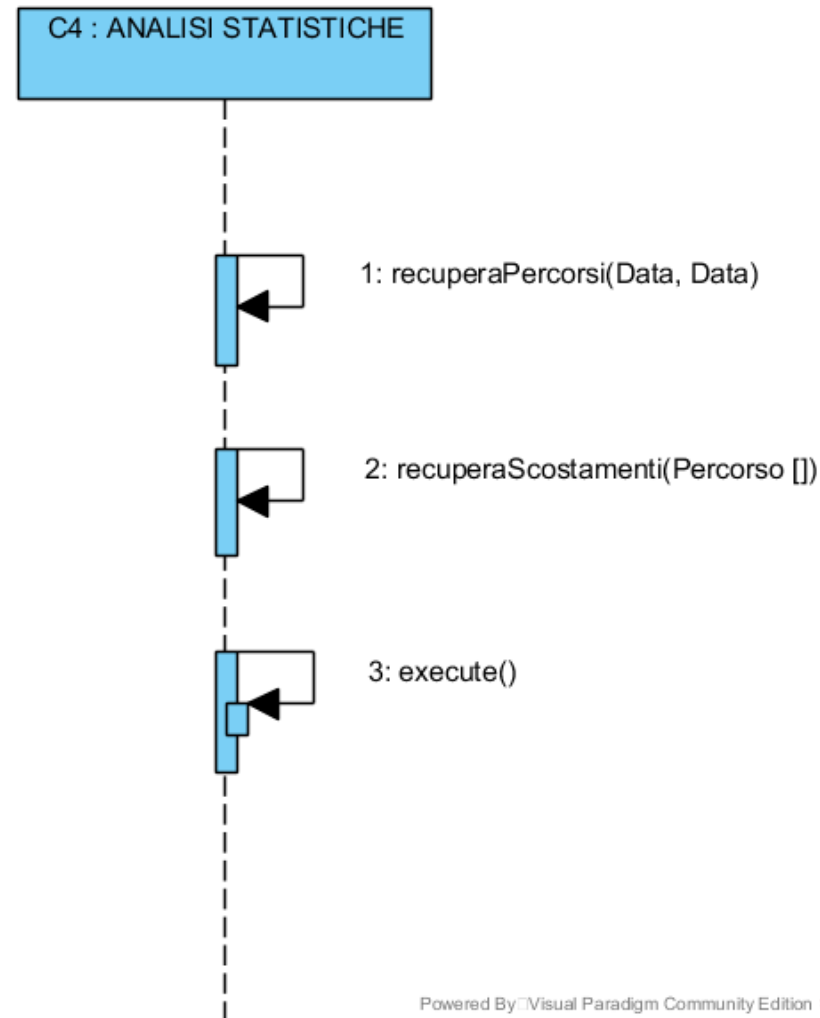 C4 : ANALISI STATISTICHE
1: recuperaPercorsi(Data, Data)
2: recuperaScostamenti(Percorso [])
3: execute()
Powered By Visual Paradigm Community Edition